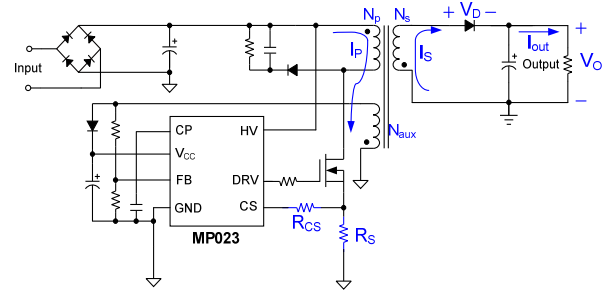 Np Ns + VD −
Input
IP IS Iout
Output
+
VO
−
Naux
CP HV
VCC
FB DRV
GND CS
MP023
RCS
RS
+
+
+